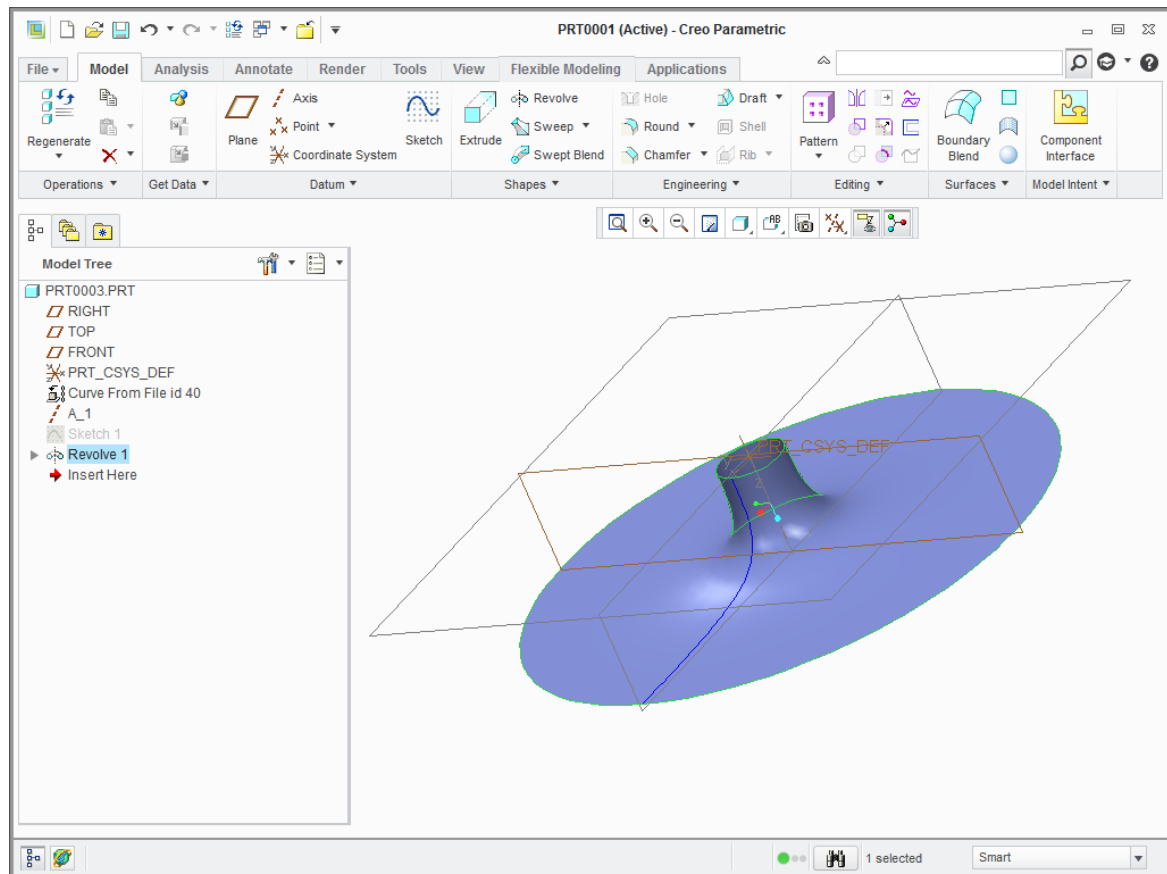 PRT0001 (Active) - Creo Parametric
File Model Analysis Annotate Render Tools View Flexible Modeling Applications
Regenerate
Plane
Axis
Point
Coordinate System
Sketch
Extrude
Revolve
Sweep
Swept Blend
Hole
Round
Chamfer
Draft
Shell
Rib
Pattern
Boundary
Blend
Component
Interface
Operations Get Data Datum Shapes Engineering Editing Surfaces Model Intent
Model Tree
PRT0003.PRT
RIGHT
TOP
FRONT
PRT_CSYS_DEF
Curve From File id 40
A_1
Sketch 1
Revolve 1
Insert Here
PRT_CSYS_DEF
Z
1 selected
Smart